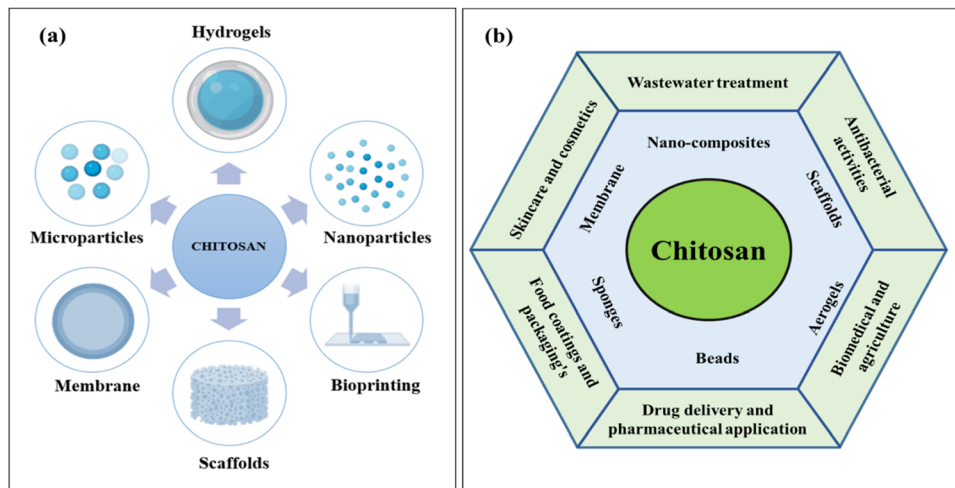 (a)
Hydrogels
Microparticles
Nanoparticles
CHITOSAN
Membrane
Bioprinting
Scaffolds
(b)
Wastewater treatment
Antibacterial
activities
Biomedical and
agriculture
Drug delivery and
pharmaceutical application
Food coatings and
packaging's
Skincare and cosmetics
Nano-composites
Scaffolds
Aerogels
Beads
Sponges
Membrane
Chitosan